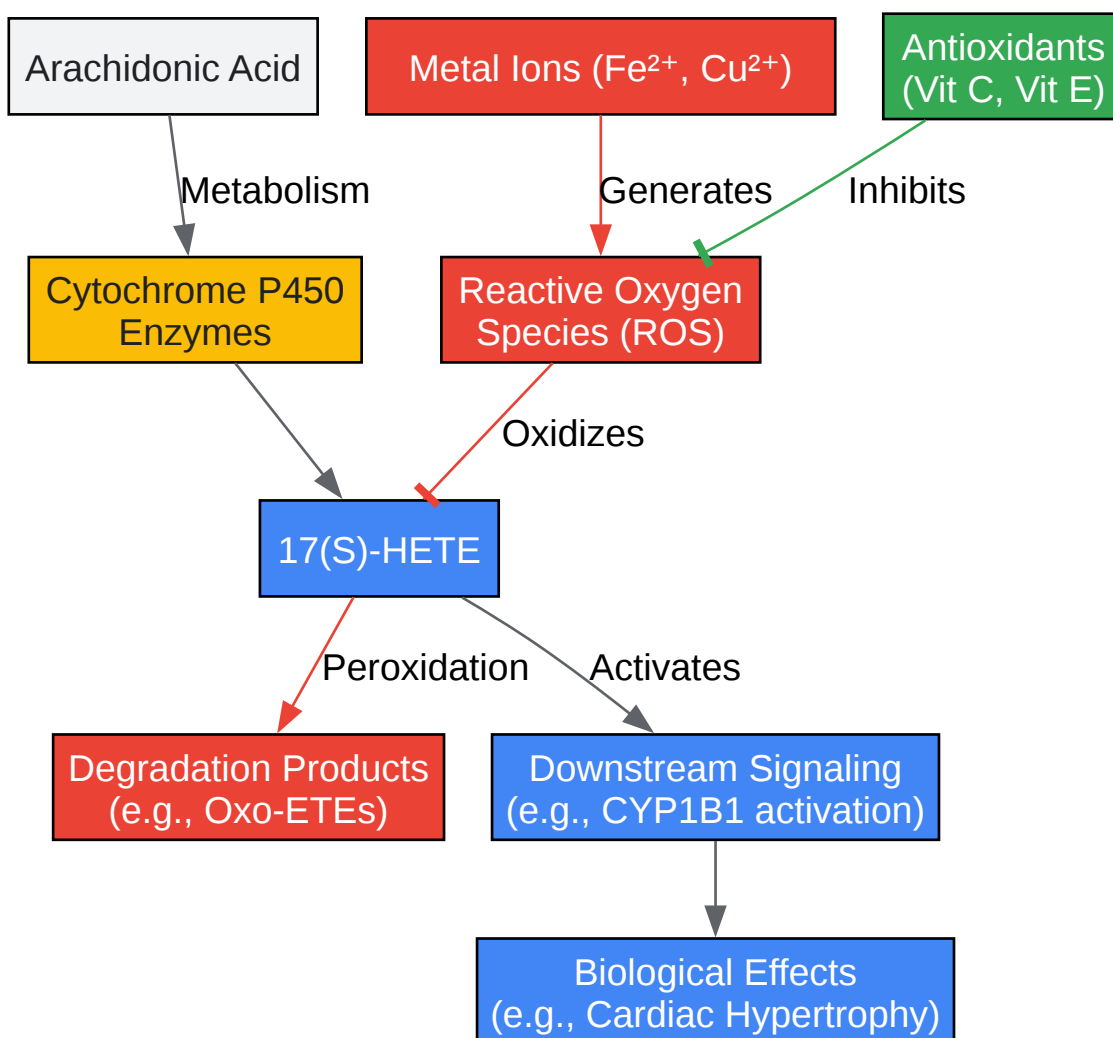 Arachidonic Acid
Metal Ions (Fe²⁺, Cu²⁺)
Antioxidants
(Vit C, Vit E)
Metabolism
Generates
Inhibits
Cytochrome P450
Enzymes
Reactive Oxygen
Species (ROS)
Oxidizes
17(S)-HETE
Peroxidation
Activates
Degradation Products
(e.g., Oxo-ETEs)
Downstream Signaling
(e.g., CYP1B1 activation)
Biological Effects
(e.g., Cardiac Hypertrophy)